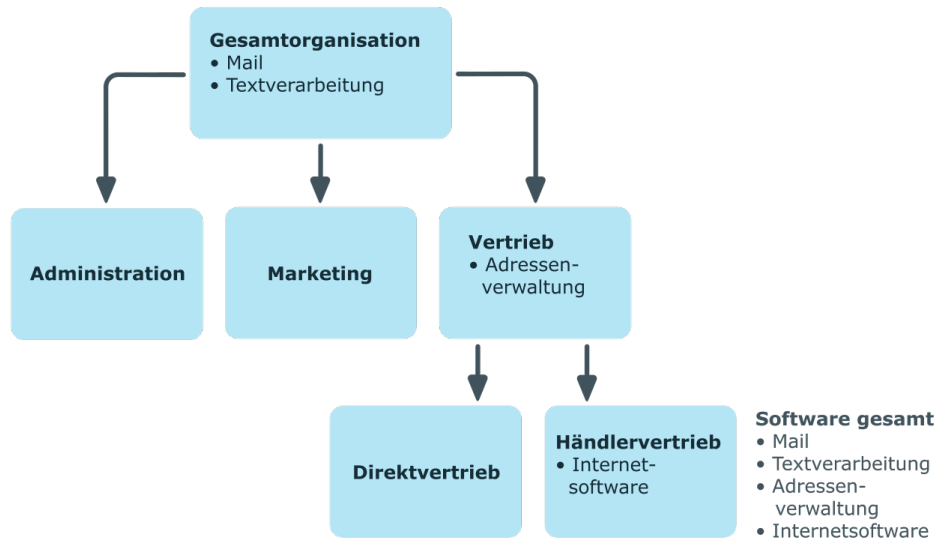 Gesamtorganisation
• Mail
• Textverarbeitung
Administration
Marketing
Vertrieb
• Adressen-
verwaltung
Direktvertrieb
Händlervertrieb
• Internet-
software
Software gesamt
• Mail
• Textverarbeitung
• Adressen-
verwaltung
• Internetsoftware